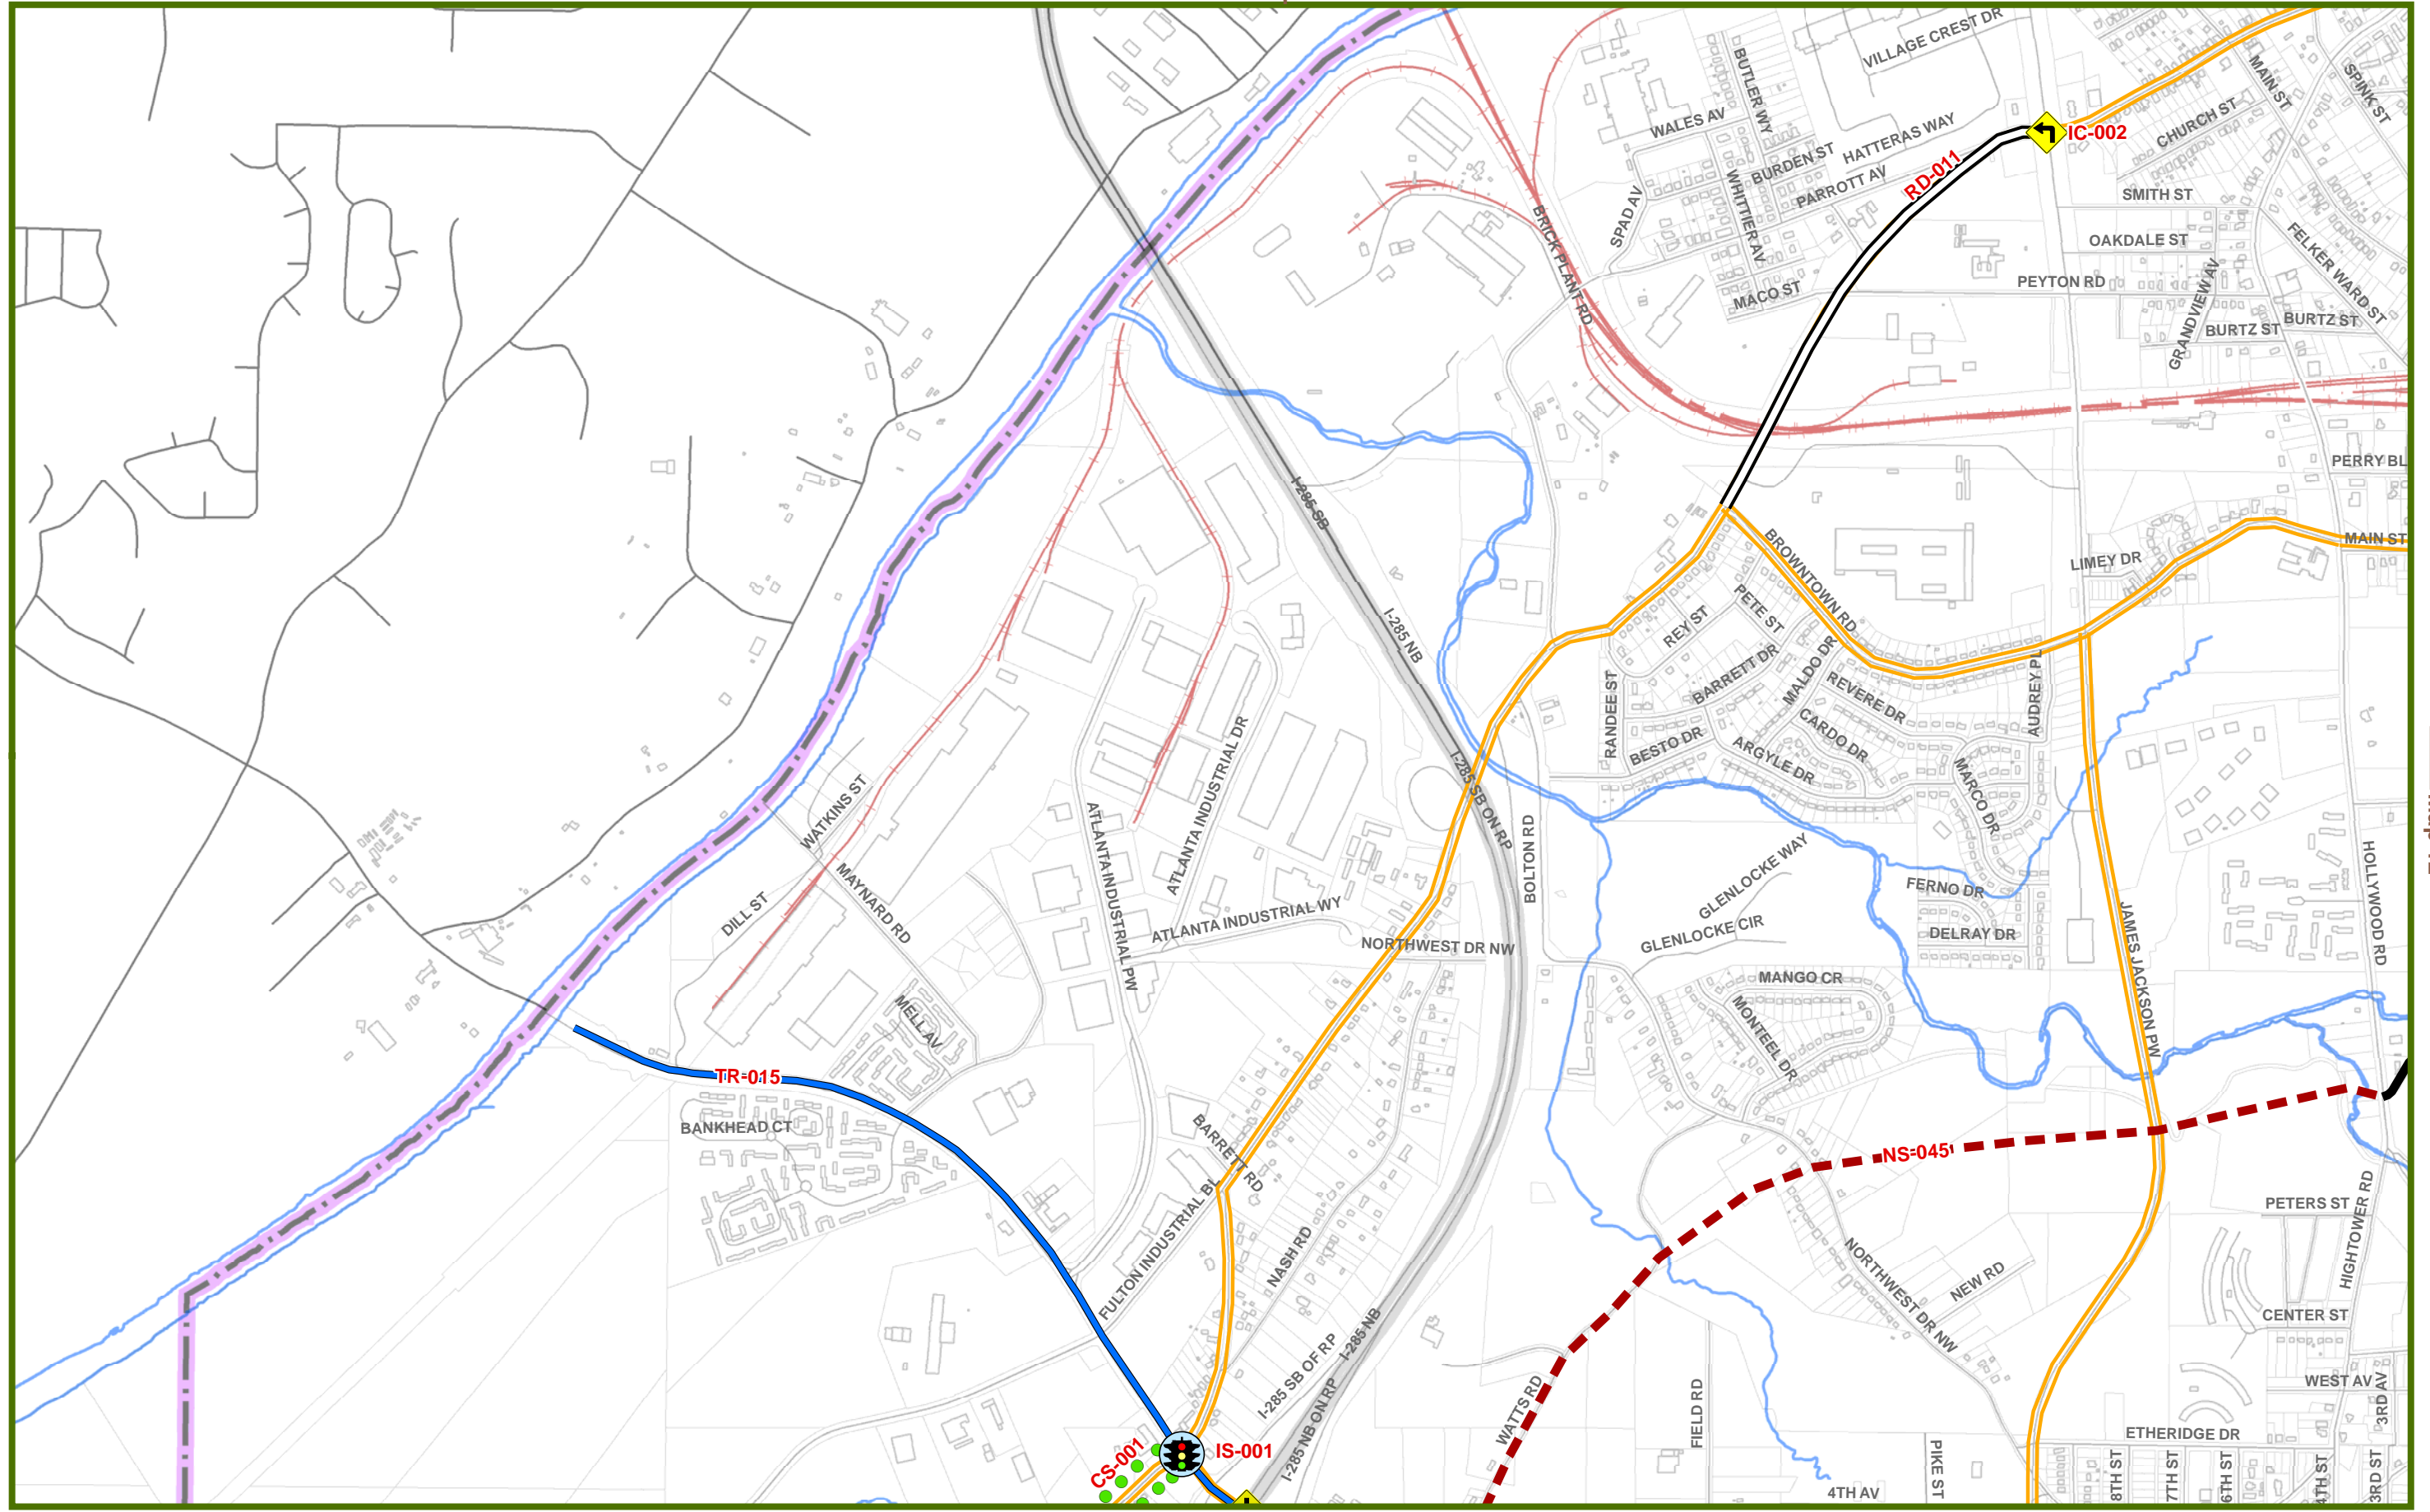 VILLAGE CREST DR
MAIN ST
SPINK ST
BUTLER WY
WALES AV
CHURCH ST
IC-002
HATTERAS WAY
BURDEN ST
RD-011
PARROTT AV
WHITTIER AV
SPAD AV
SMITH ST
BRICK PLANT RD
OAKDALE ST
FELKER WARD ST
PEYTON RD
MACO ST
GRANDVIEW AV
BURTZ ST
BURTZ ST
PERRY BL
I-285 SB
MAIN ST
BROWNTOWN RD
LIMEY DR
PETE ST
REY ST
I-285 NB
BARRETT DR
MALDO DR
REVERE DR
AUDREY PL
RANDEE ST
CARDO DR
BESTO DR
ARGYLE DR
ATLANTA INDUSTRIAL DR
I-285 SB ON RP
MARCO DR
WATKINS ST
ATLANTA INDUSTRIAL PW
BOLTON RD
GLENLOCKE WAY
HOLLYWOOD RD
MAYNARD RD
FERNO DR
DILL ST
ATLANTA INDUSTRIAL WY
GLENLOCKE CIR
DELRAY DR
NORTHWEST DR NW
JAMES JACKSON PW
MANGO CR
MELL AV
MONTEEL DR
TR-015
BANKHEAD CT
BARRETT RD
NS-045
FULTON INDUSTRIAL BL
PETERS ST
HIGHTOWER RD
NASH RD
NORTHWEST DR NW
NEW RD
CENTER ST
I-285 NB
I-285 SB OF RP
WEST AV
3RD AV
WATTS RD
FIELD RD
I-285 NB ON RP
ETHERIDGE DR
CS-001
IS-001
PIKE ST
8TH ST
7TH ST
6TH ST
4TH ST
3RD ST
4TH AV